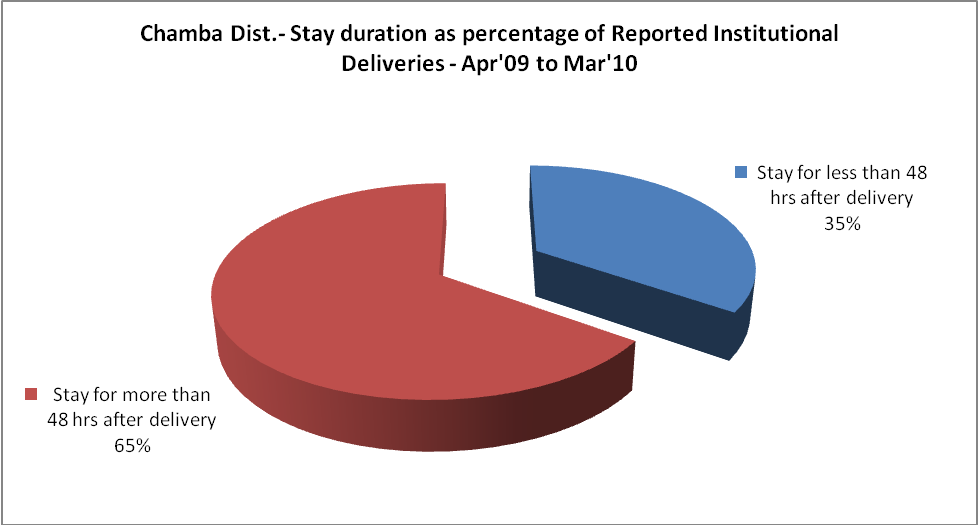 Chamba Dist.- Stay duration as percentage of Reported Institutional
Deliveries - Apr'09 to Mar'10
Stay for less than 48
hrs after delivery
35%
Stay for more than
48 hrs after delivery
65%